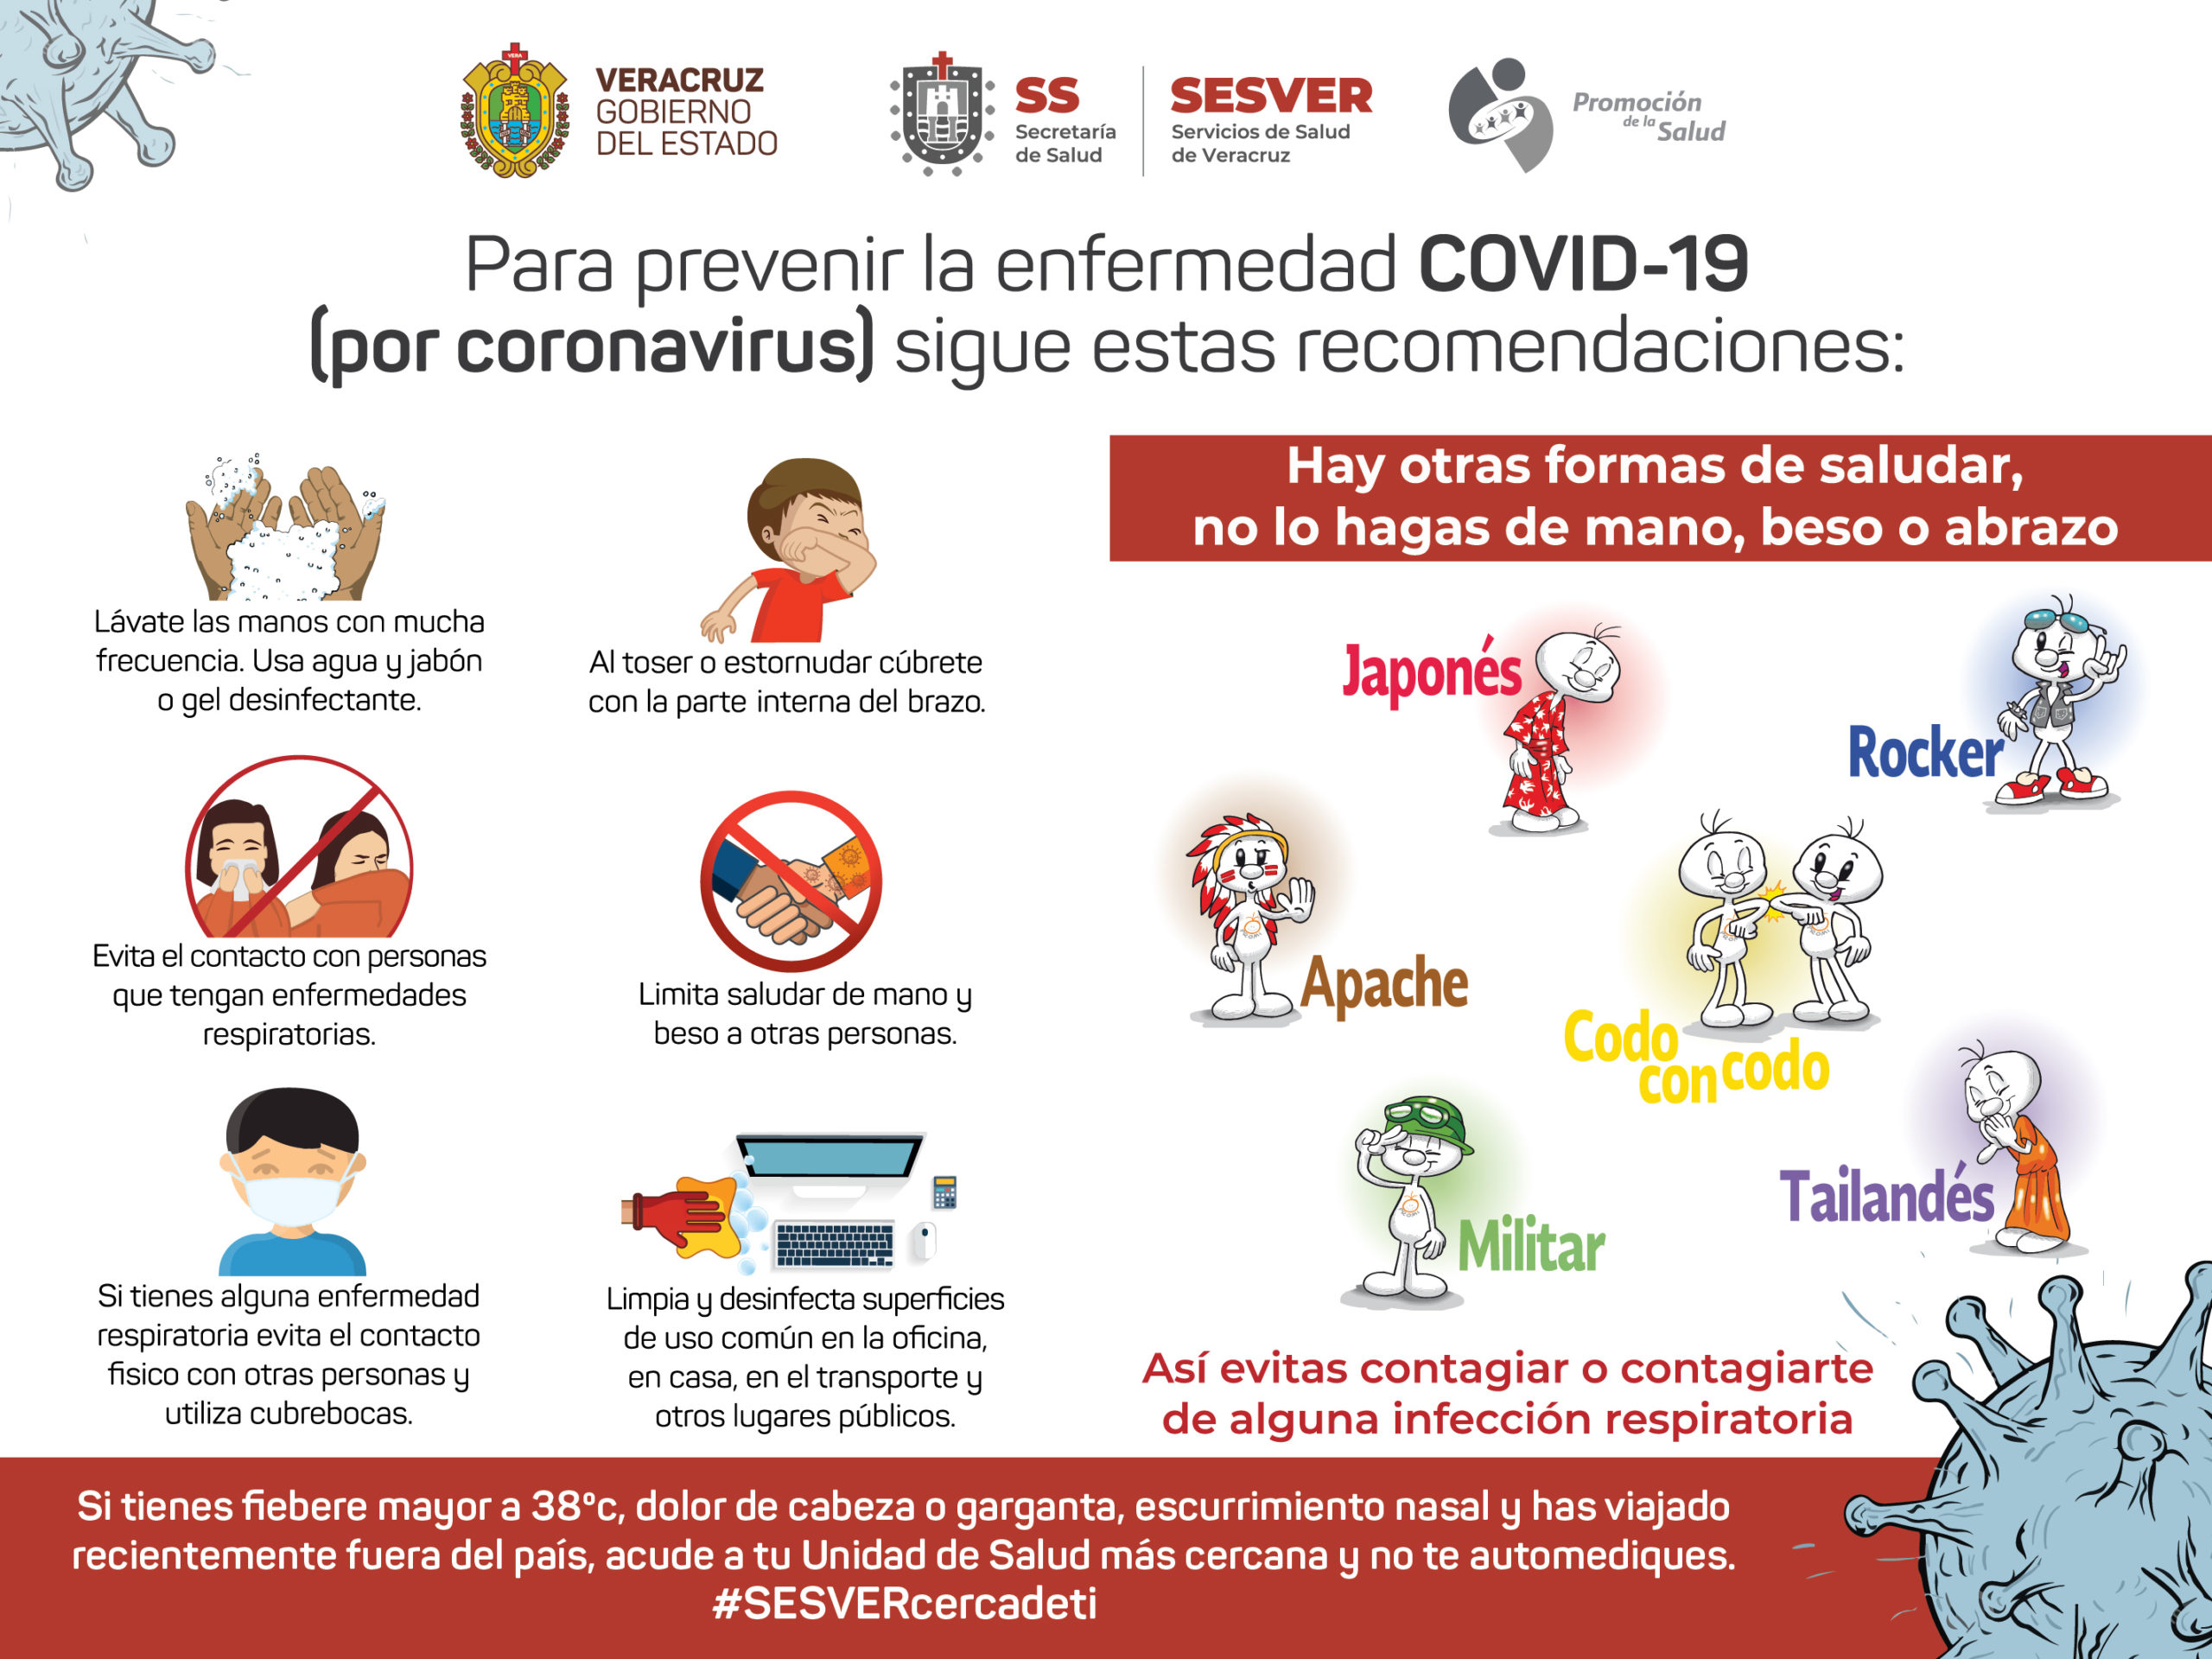 VERA
VERACRUZ
GOBIERNO
DEL ESTADO
SS
Secretaría
de Salud
SESVER
Servicios de Salud
de Veracruz
Promoción
de la
Salud
Para prevenir la enfermedad COVID-19
(por coronavirus) sigue estas recomendaciones:
Lávate las manos con mucha
frecuencia. Usa agua y jabón
o gel desinfectante.
Al toser o estornudar cúbrete
con la parte interna del brazo.
Evita el contacto con personas
que tengan enfermedades
respiratorias.
Limita saludar de mano y
beso a otras personas.
Si tienes alguna enfermedad
respiratoria evita el contacto
fisico con otras personas y
utiliza cubrebocas.
Limpia y desinfecta superficies
de uso común en la oficina,
en casa, en el transporte y
otros lugares públicos.
Hay otras formas de saludar,
no lo hagas de mano, beso o abrazo
Japonés
Rocker
Apache
Codo
con codo
Militar
Tailandés
Así evitas contagiar o contagiarte
de alguna infección respiratoria
Si tienes fiebere mayor a 38ºc, dolor de cabeza o garganta, escurrimiento nasal y has viajado
recientemente fuera del país, acude a tu Unidad de Salud más cercana y no te automediques.
#SESVERcercadeti